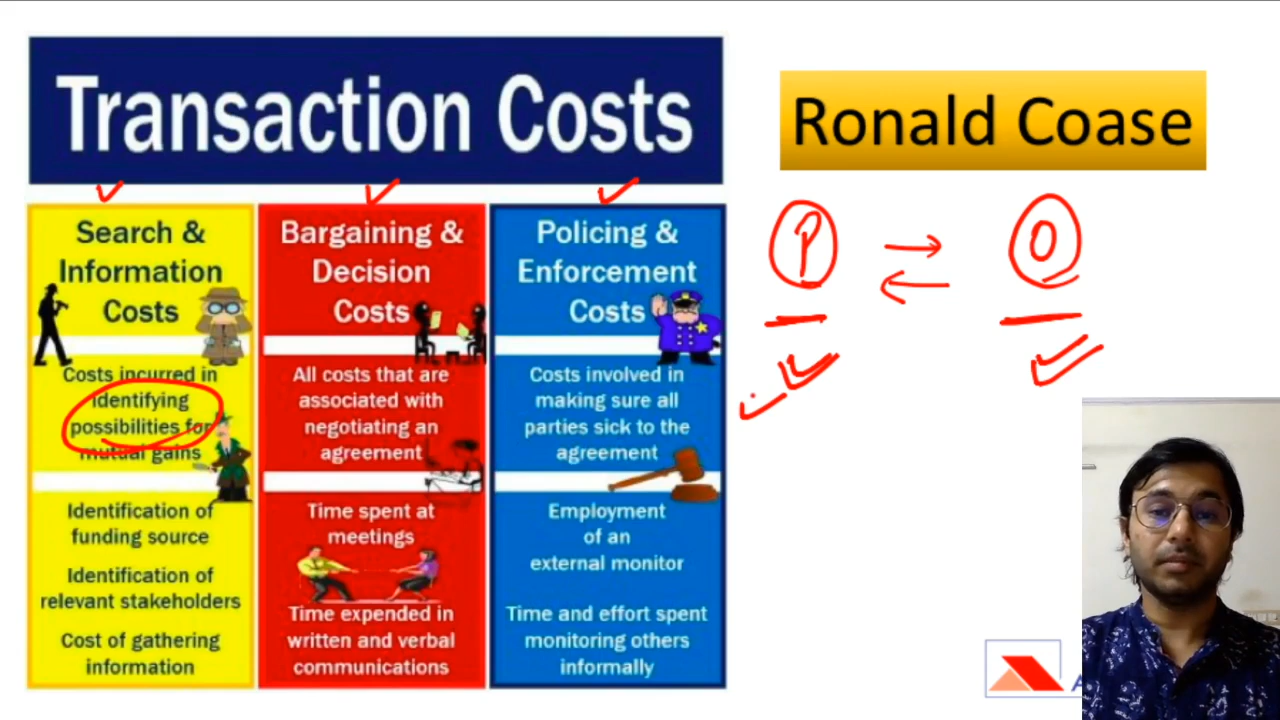 Transaction Costs
Ronald Coase
Search &
Information
Costs
Costs incurred in
identifying
possibilities for
mutual gains
Identification of
funding source
Identification of
relevant stakeholders
Cost of gathering
information
Bargaining &
Decision
Costs
All costs that are
associated with
negotiating an
agreement
Time spent at
meetings
Time expended in
written and verbal
communications
Policing &
Enforcement
Costs
Costs involved in
making sure all
parties sick to the
agreement
Employment
of an
external monitor
Time and effort spent
monitoring others
informally
P
O
A